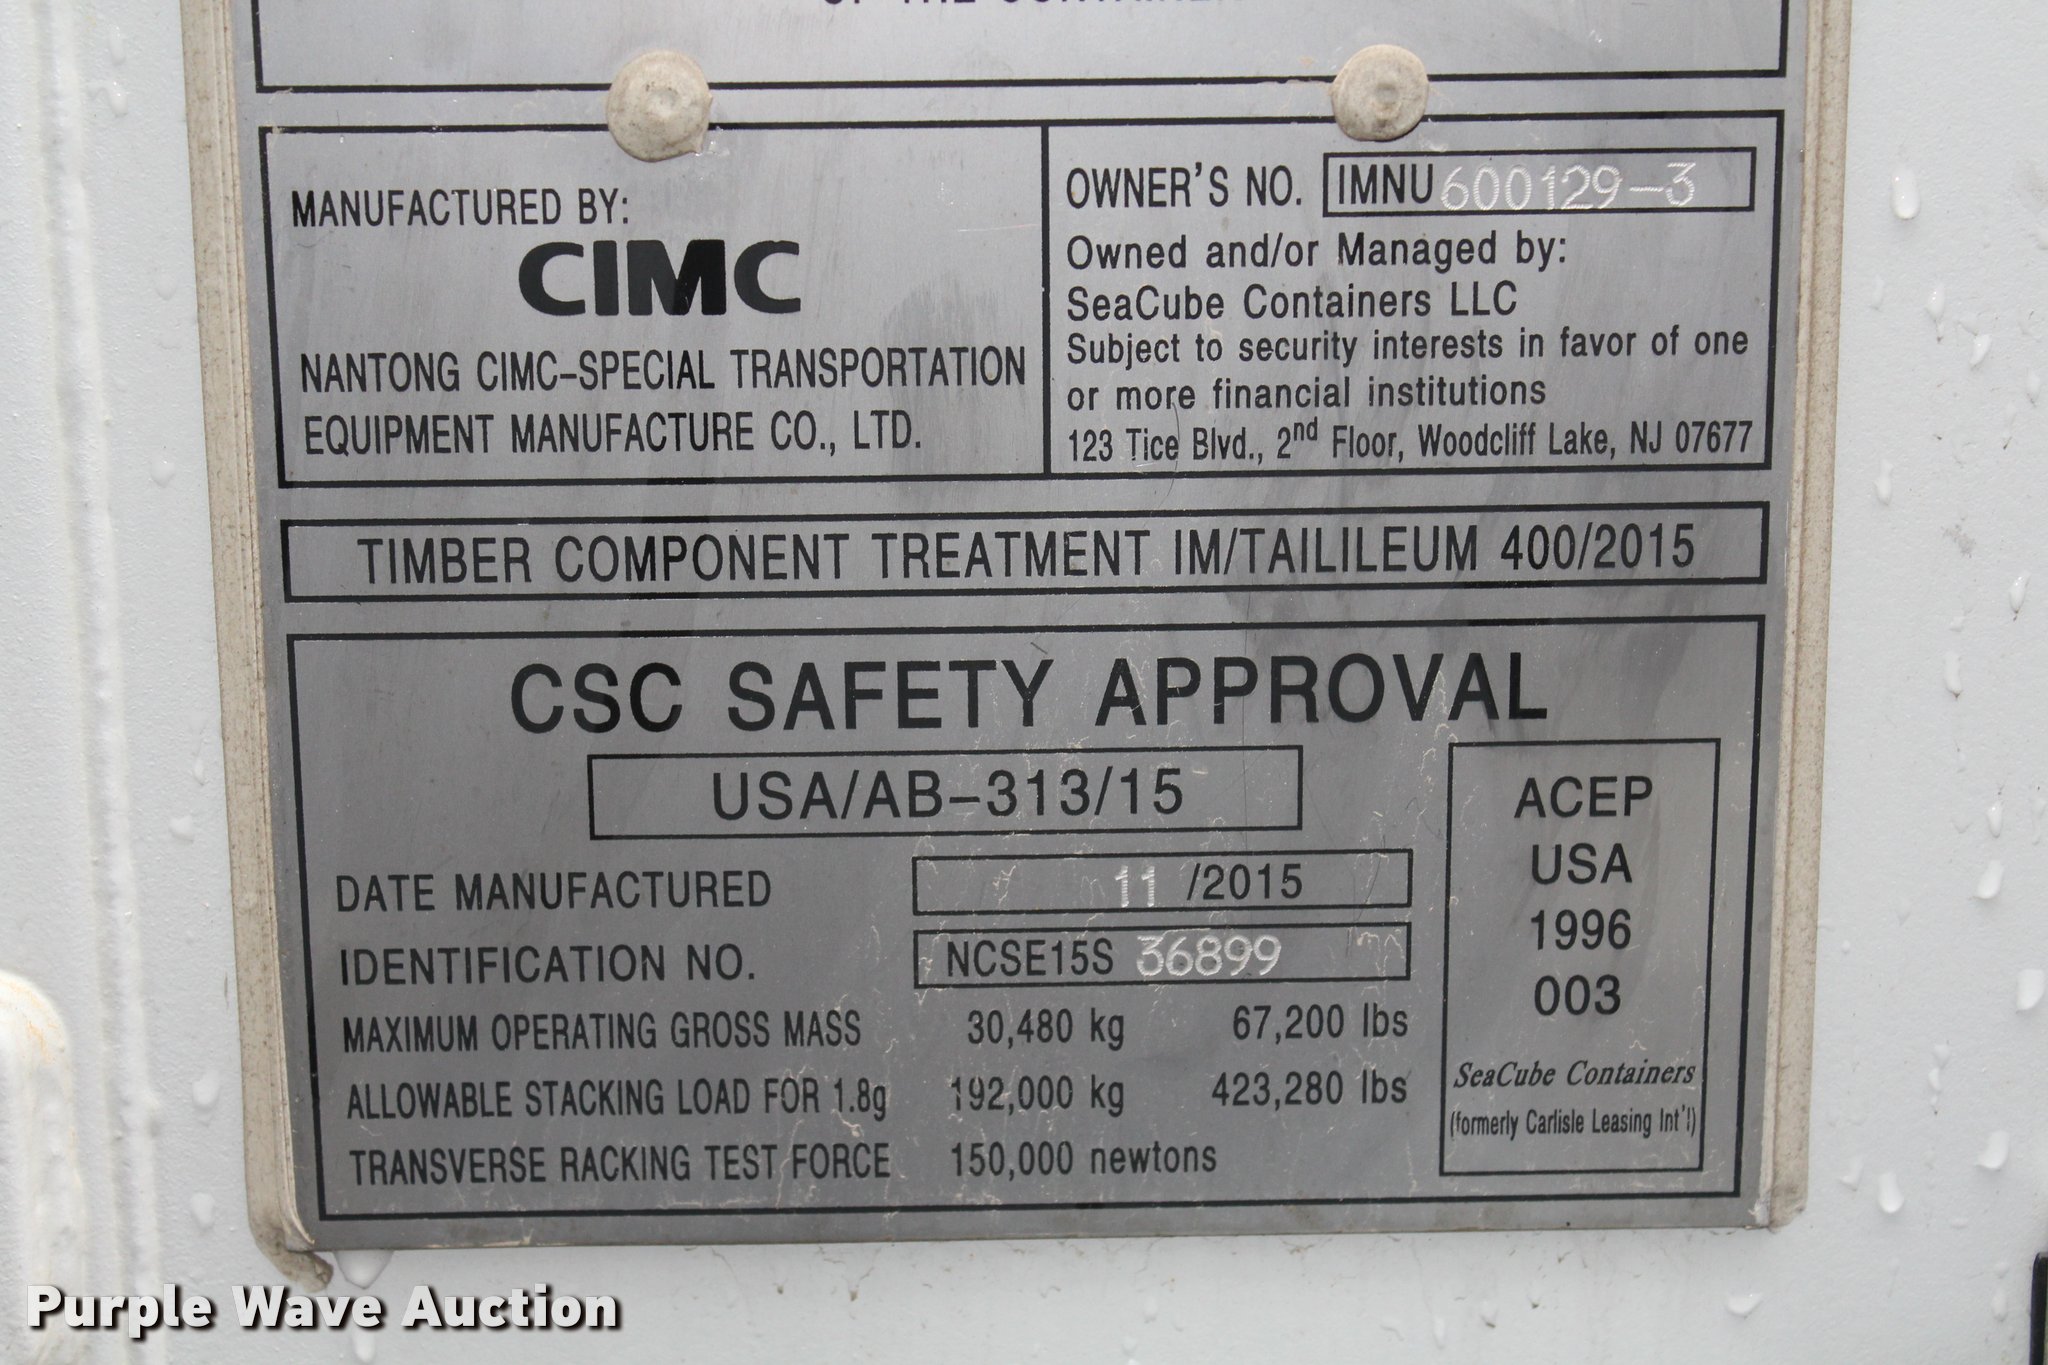 OF THE CONTAINER
MANUFACTURED BY:
CIMC
NANTONG CIMC-SPECIAL TRANSPORTATION
EQUIPMENT MANUFACTURE CO., LTD.
OWNER'S NO. IMNU 600129-3
Owned and/or Managed by:
SeaCube Containers LLC
Subject to security interests in favor of one
or more financial institutions
123 Tice Blvd., 2nd Floor, Woodcliff Lake, NJ 07677
TIMBER COMPONENT TREATMENT IM/TAILILEUM 400/2015
CSC SAFETY APPROVAL
USA/AB-313/15
DATE MANUFACTURED 11 /2015
IDENTIFICATION NO. NCSE15S 36899
MAXIMUM OPERATING GROSS MASS 30,480 kg 67,200 lbs
ALLOWABLE STACKING LOAD FOR 1.8g 192,000 kg 423,280 lbs
TRANSVERSE RACKING TEST FORCE 150,000 newtons
ACEP
USA
1996
003
SeaCube Containers
(formerly Carlisle Leasing Int'l)
Purple Wave Auction